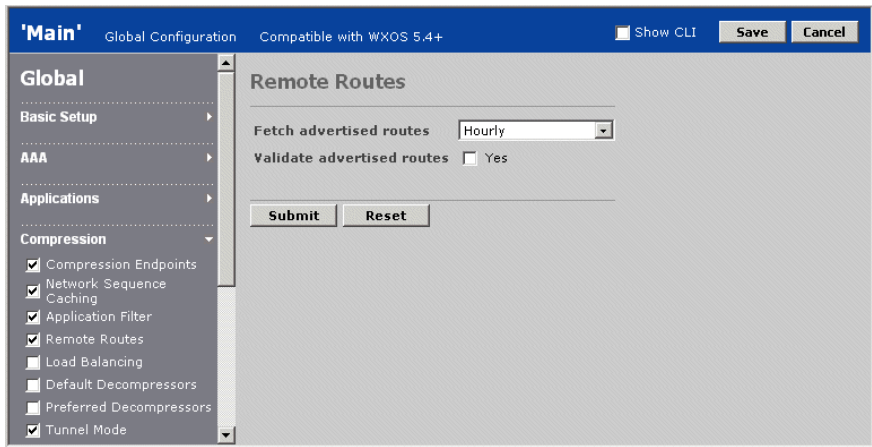 'Main' Global Configuration Compatible with WXOS 5.4+ Show CLI Save Cancel
Global
Basic Setup
AAA
Applications
Compression
Compression Endpoints
Network Sequence
Caching
Application Filter
Remote Routes
Load Balancing
Default Decompressors
Preferred Decompressors
Tunnel Mode
Remote Routes
Fetch advertised routes Hourly
Validate advertised routes Yes
Submit Reset